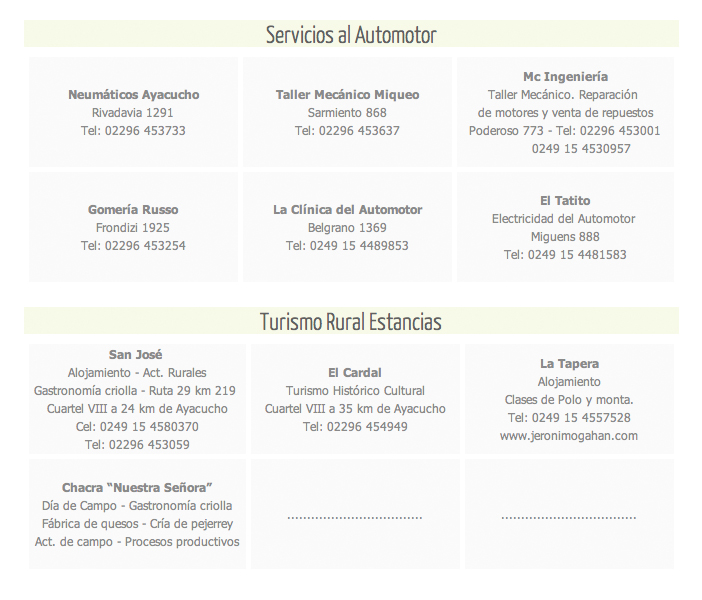 Servicios al Automotor
Neumáticos Ayacucho
Rivadavia 1291
Tel: 02296 453733
Taller Mecánico Miqueo
Sarmiento 868
Tel: 02296 453637
Mc Ingeniería
Taller Mecánico. Reparación
de motores y venta de repuestos
Poderoso 773 - Tel: 02296 453001
0249 15 4530957
Gomería Russo
Frondizi 1925
Tel: 02296 453254
La Clínica del Automotor
Belgrano 1369
Tel: 0249 15 4489853
El Tatito
Electricidad del Automotor
Miguens 888
Tel: 0249 15 4481583
Turismo Rural Estancias
San José
Alojamiento - Act. Rurales
Gastronomía criolla - Ruta 29 km 219
Cuartel VIII a 24 km de Ayacucho
Cel: 0249 15 4580370
Tel: 02296 453059
El Cardal
Turismo Histórico Cultural
Cuartel VIII a 35 km de Ayacucho
Tel: 02296 454949
La Tapera
Alojamiento
Clases de Polo y monta.
Tel: 0249 15 4557528
www.jeronimogahan.com
Chacra “Nuestra Señora”
Día de Campo - Gastronomía criolla
Fábrica de quesos - Cría de pejerrey
Act. de campo - Procesos productivos
..................................
..................................